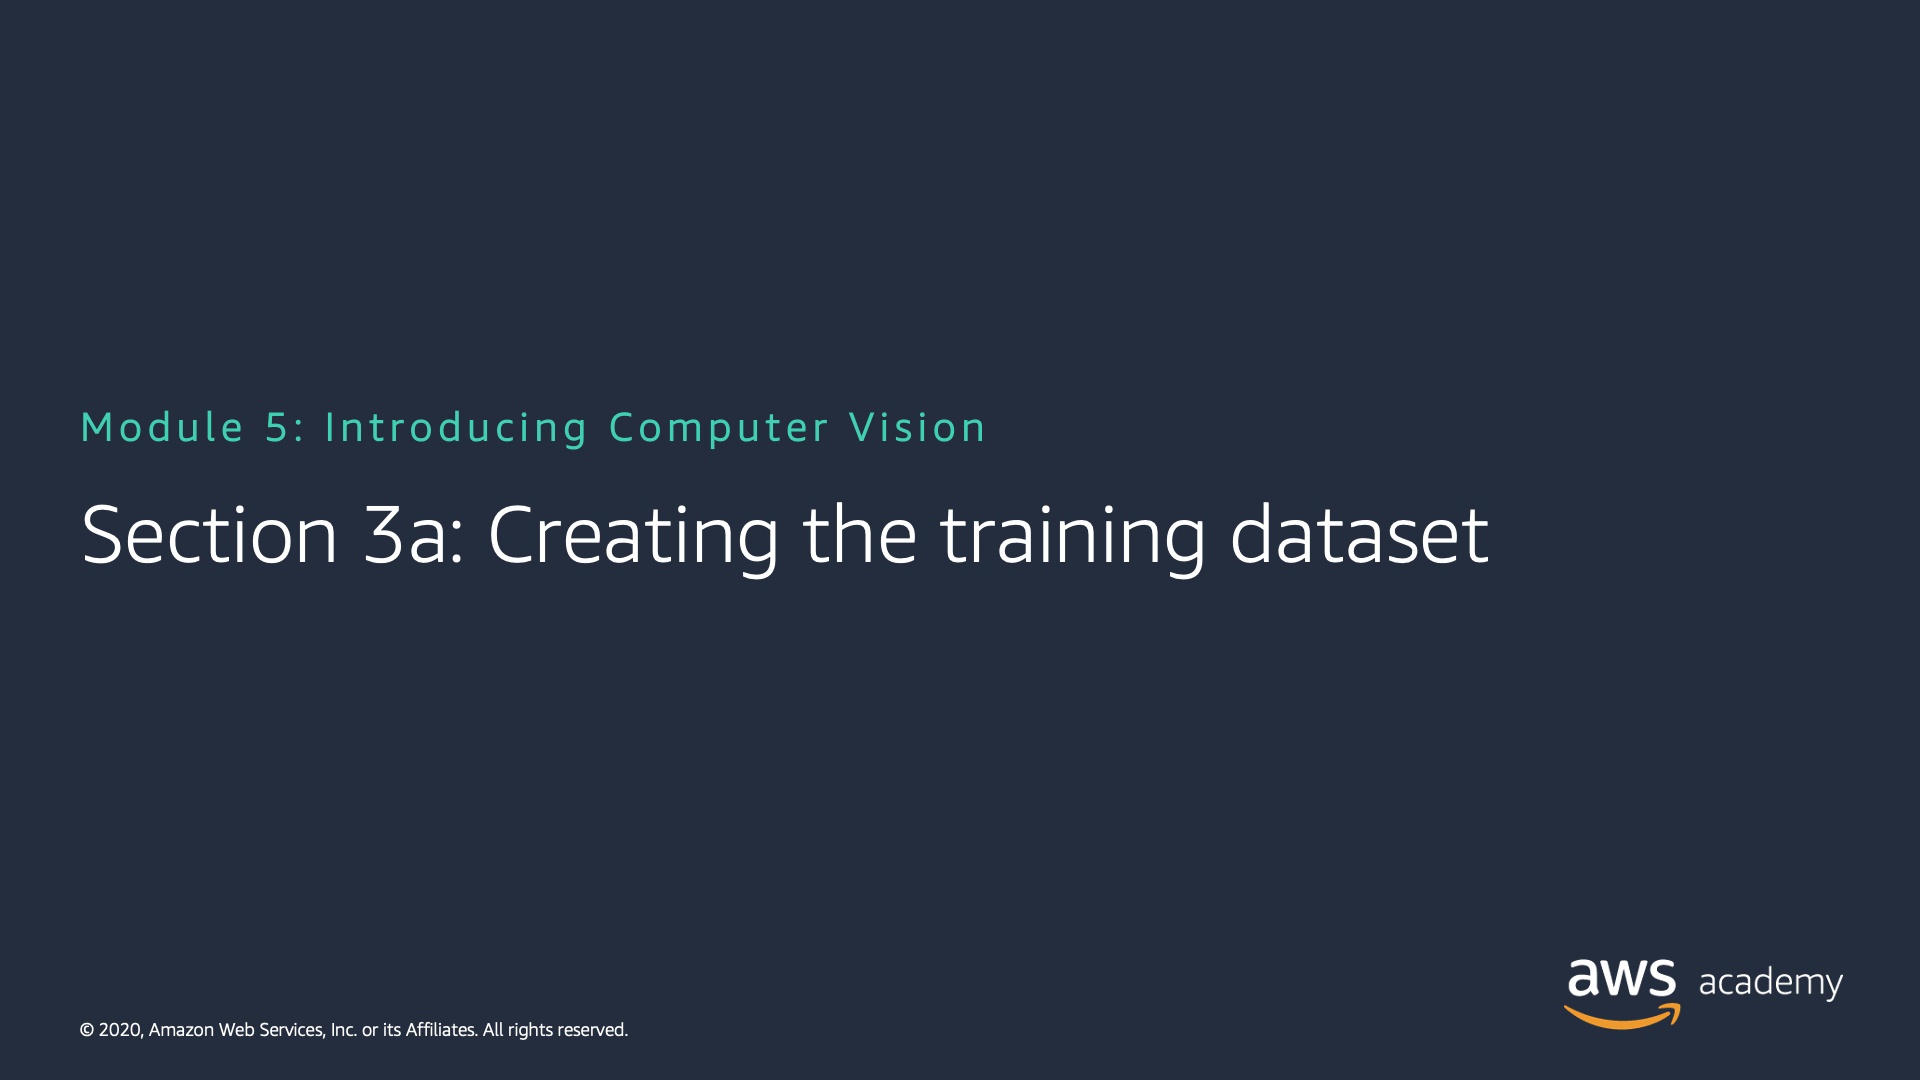 Module 5: Introducing Computer Vision
Section 3a: Creating the training dataset
aws academy
© 2020, Amazon Web Services, Inc. or its Affiliates. All rights reserved.